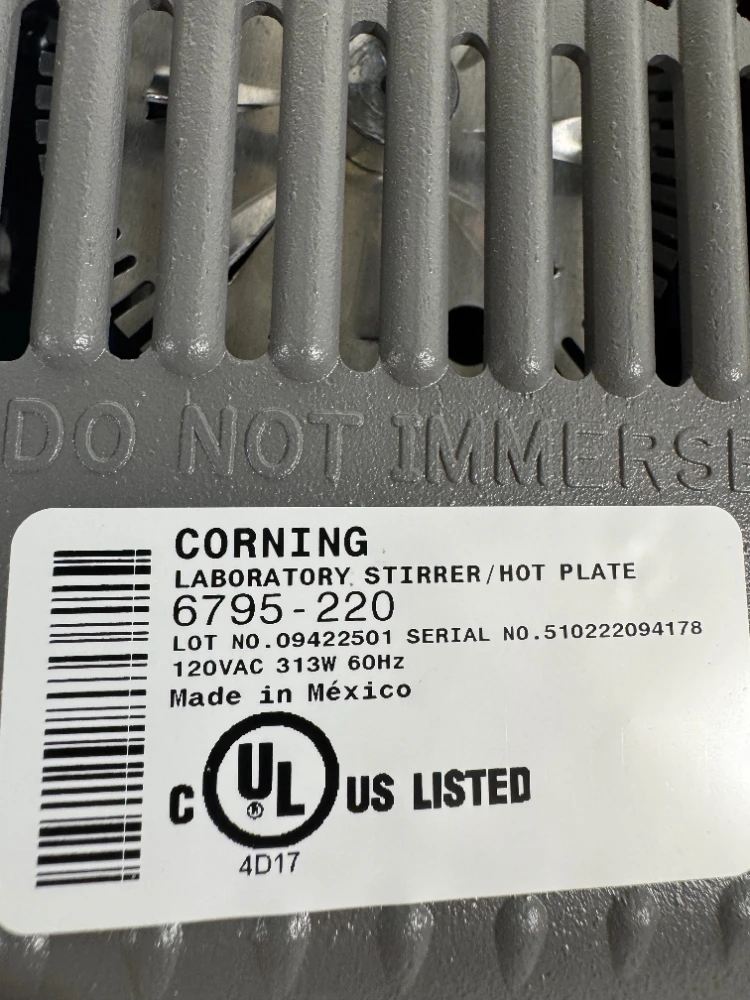 DO NOT IMMERSE
CORNING
LABORATORY STIRRER/HOT PLATE
6795-220
LOT NO.09422501 SERIAL NO.510222094178
120VAC 313W 60Hz
Made in México
C UL US LISTED
4D17